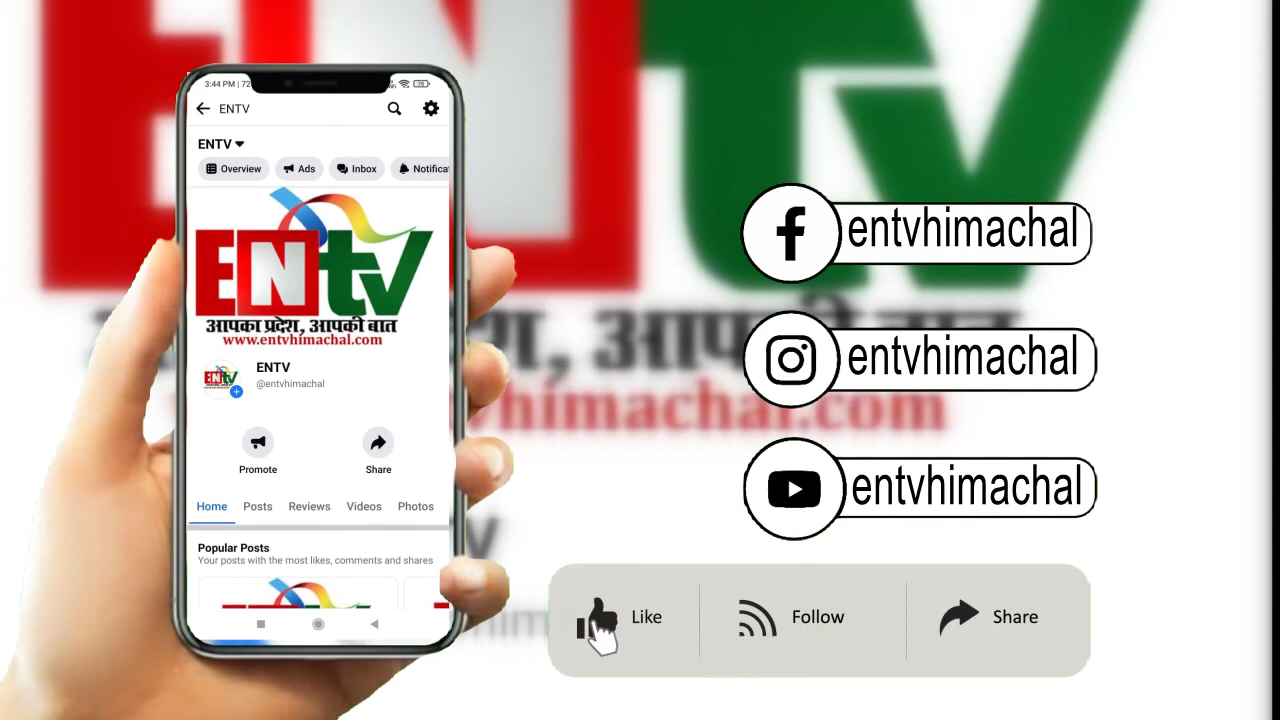 3:44 PM | 72
ENTV
ENTV
Overview
Ads
Inbox
Notifica
ENtv
आपका प्रदेश, आपकी बात
www.entvhimachal.com
ENTV
@entvhimachal
Promote
Share
Home
Posts
Reviews
Videos
Photos
Popular Posts
Your posts with the most likes, comments and shares
entvhimachal
entvhimachal
entvhimachal
Like
Follow
Share